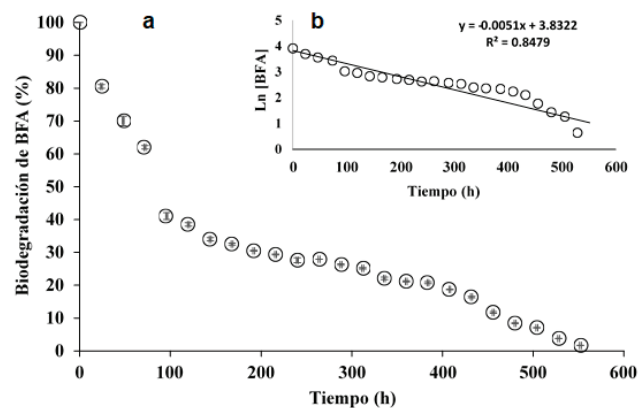 a
b
Biodegradación de BFA (%)
100
90
80
70
60
50
40
30
20
10
0
0 100 200 300 400 500 600
Tiempo (h)
Ln [BFA]
5
4
3
2
1
0
0 100 200 300 400 500 600
Tiempo (h)
y = -0.0051x + 3.8322
R² = 0.8479